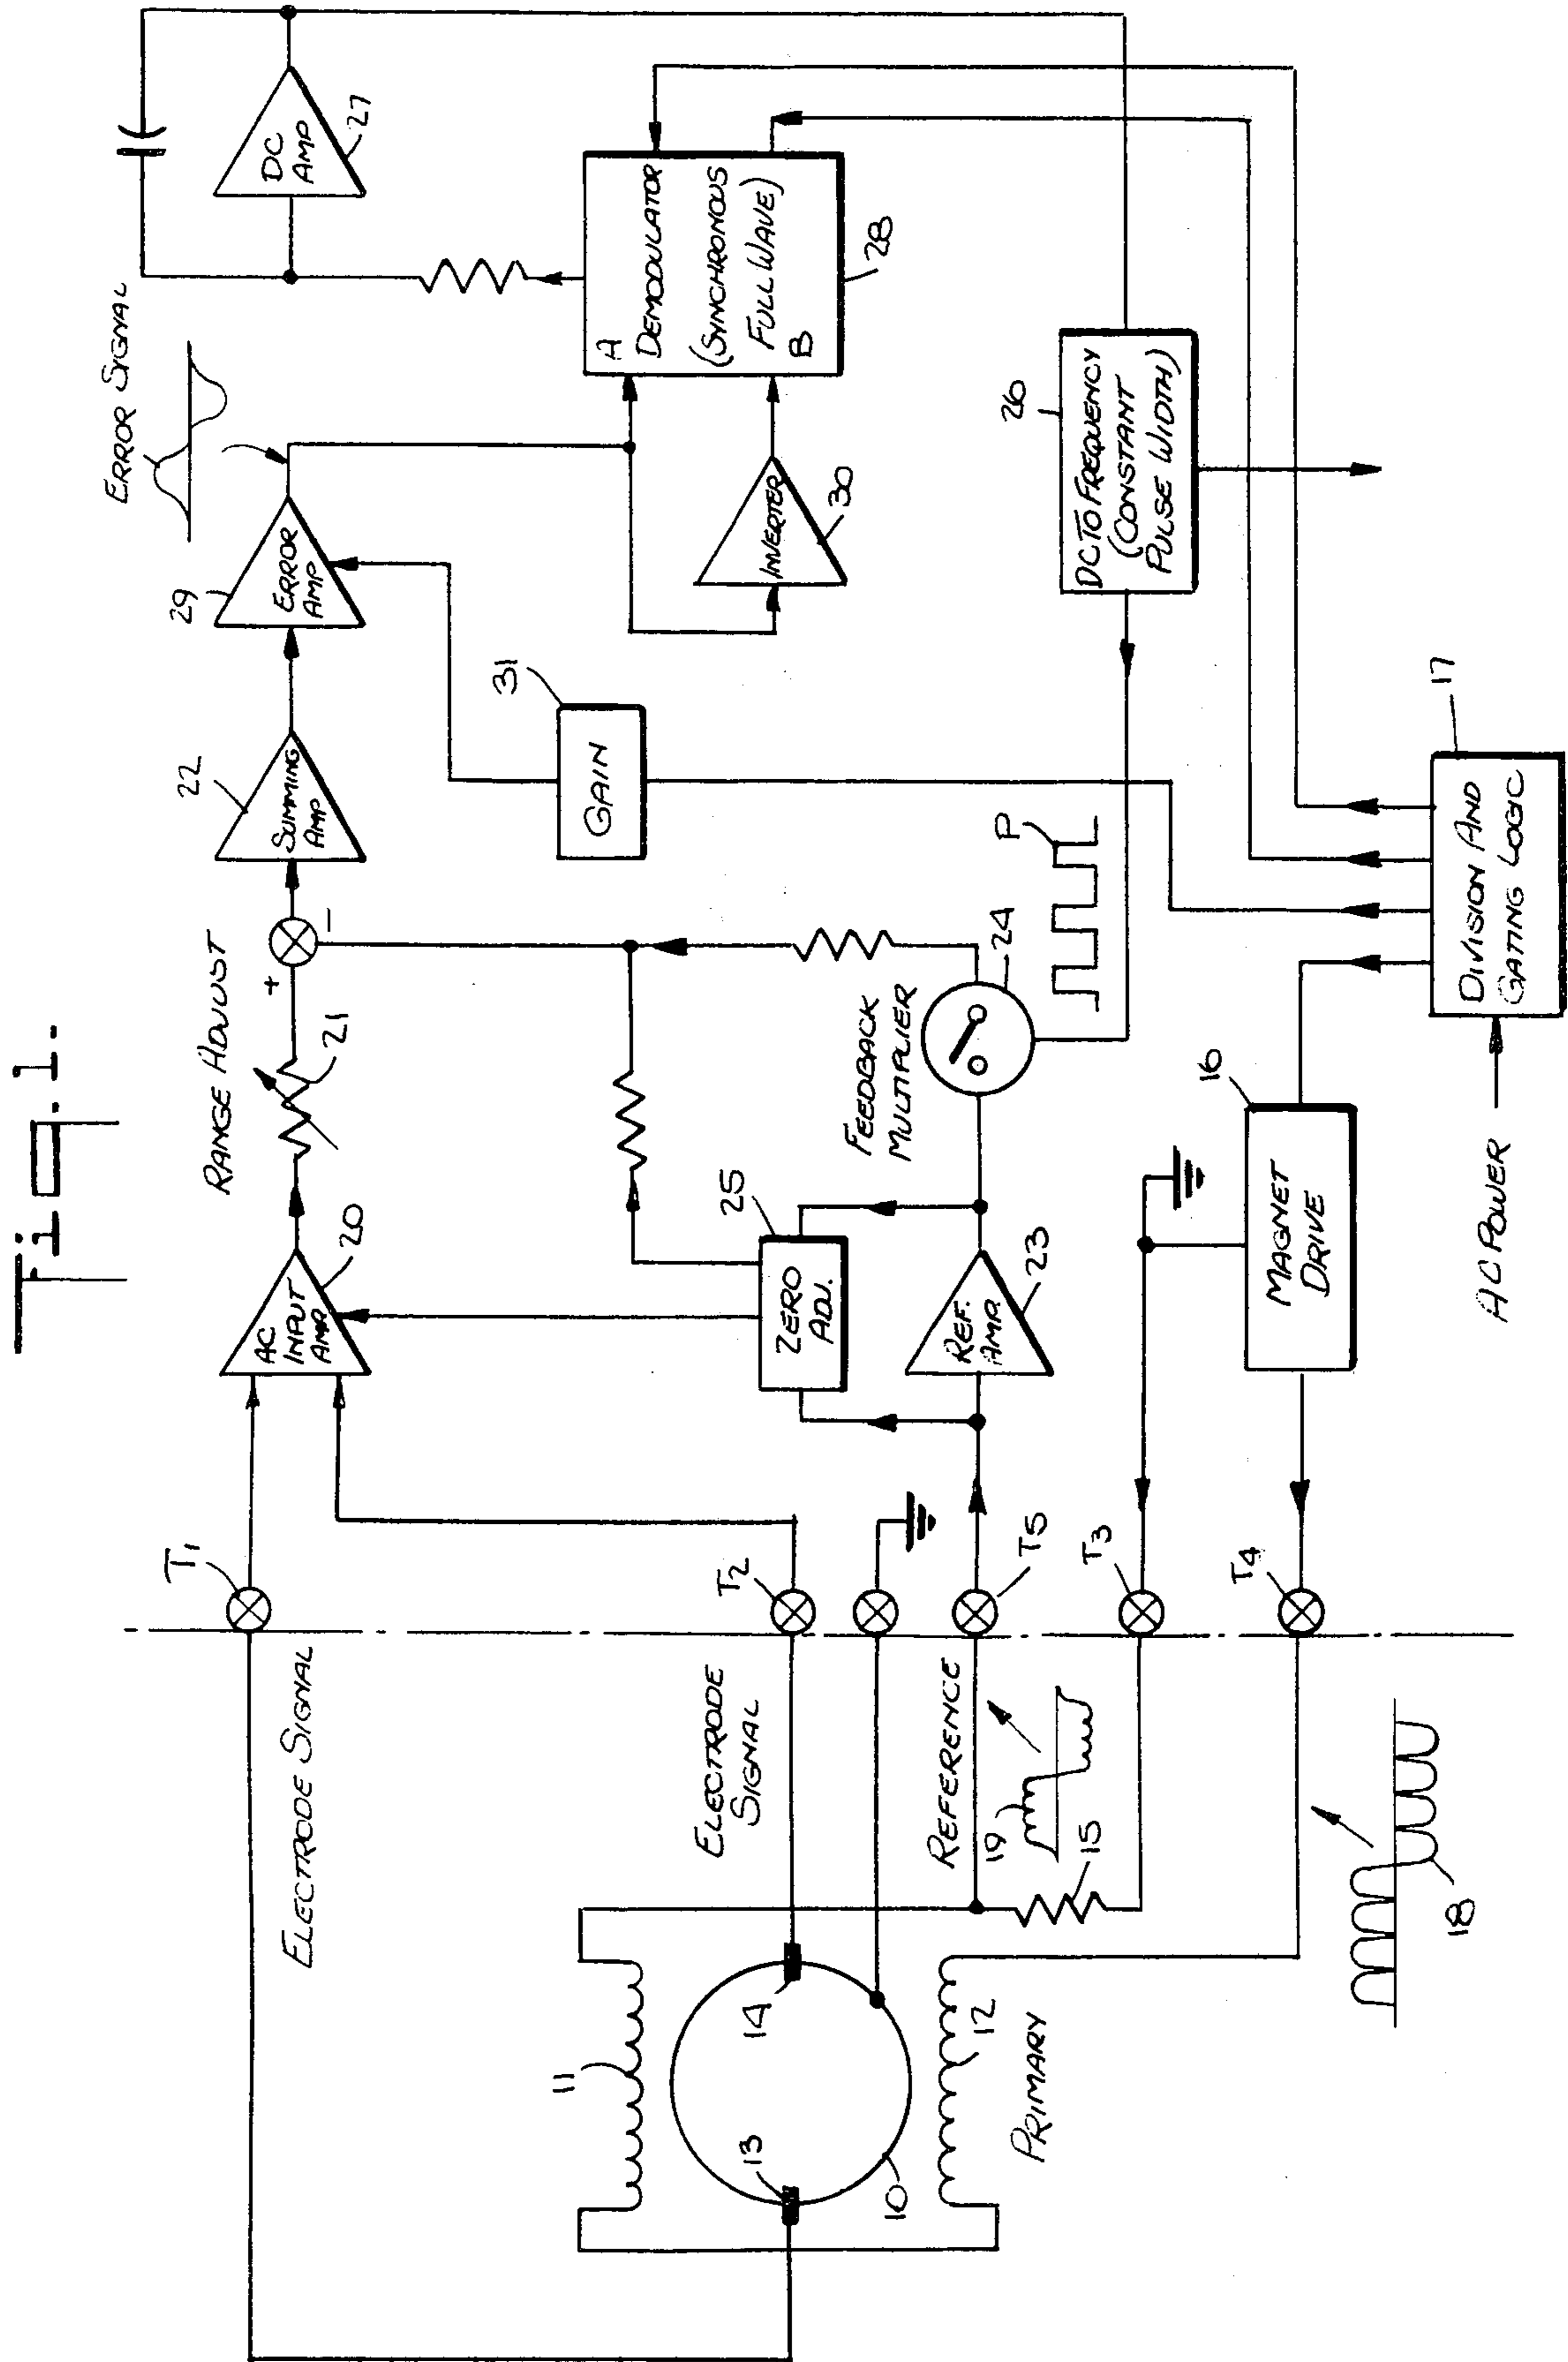 Fig. 1.
ERROR SIGNAL
RANGE ADJUST
21
T1
AC
INPUT
AMP.
20
22
SUMMING
AMP
29
ERROR
AMP
DC
AMP
27
ELECTRODE SIGNAL
31
GAIN
INVERTER
30
A
DEMODULATOR
(SYNCHRONOUS
FULL WAVE)
B
28
11
13
14
10
12
PRIMARY
ELECTRODE
SIGNAL
T2
25
ZERO
ADJ.
REF.
AMP.
23
FEEDBACK
MULTIPLIER
24
P
REFERENCE
19
15
T5
T3
T4
18
26
DC TO FREQUENCY
(CONSTANT
PULSE WIDTH)
16
MAGNET
DRIVE
AC POWER
17
DIVISION AND
GATING LOGIC
+
−